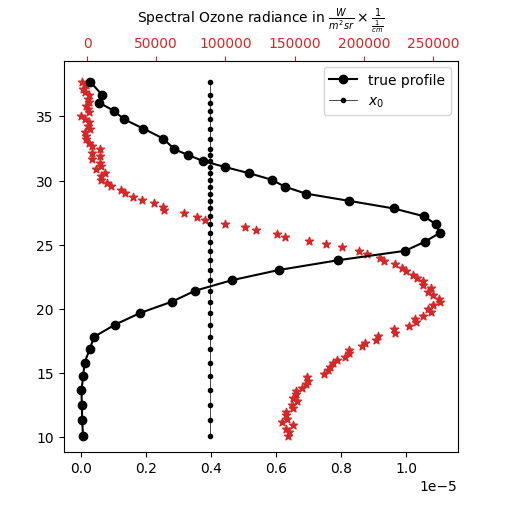 Spectral Ozone radiance in $\frac{W}{m^2 sr} \times \frac{1}{\frac{1}{cm}}$
0 50000 100000 150000 200000 250000
true profile
$x_0$
35
30
25
20
15
10
0.0 0.2 0.4 0.6 0.8 1.0
1e−5